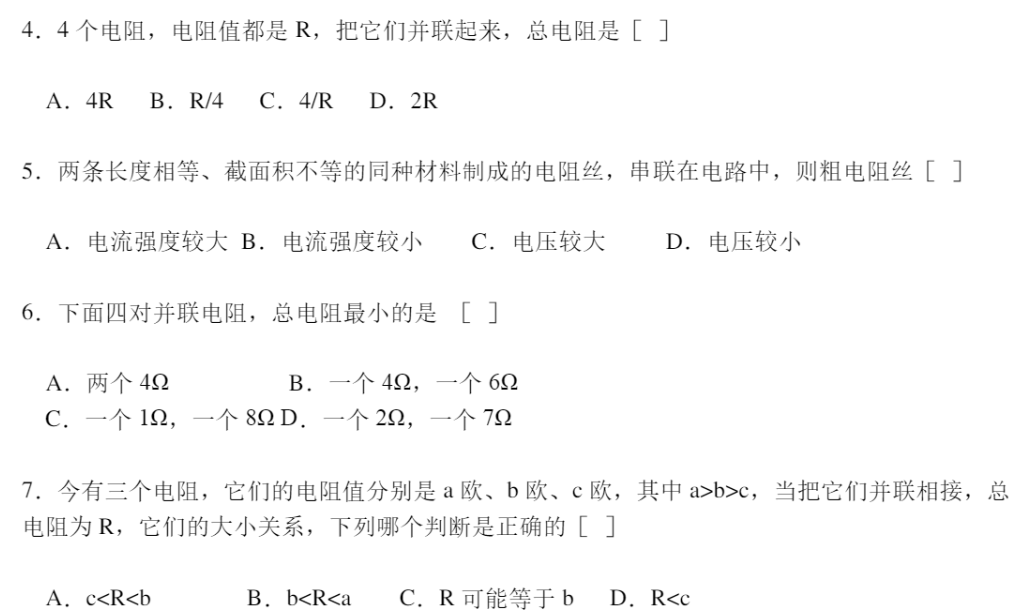 4．4 个电阻，电阻值都是 R，把它们并联起来，总电阻是［ ］
A．4R B．R/4 C．4/R D．2R
5．两条长度相等、截面积不等的同种材料制成的电阻丝，串联在电路中，则粗电阻丝［ ］
A．电流强度较大 B．电流强度较小 C．电压较大 D．电压较小
6．下面四对并联电阻，总电阻最小的是 ［ ］
A．两个 4Ω B．一个 4Ω，一个 6Ω
C．一个 1Ω，一个 8Ω D．一个 2Ω，一个 7Ω
7．今有三个电阻，它们的电阻值分别是 a 欧、b 欧、c 欧，其中 a>b>c，当把它们并联相接，总
电阻为 R，它们的大小关系，下列哪个判断是正确的［ ］
A．c<R<b B．b<R<a C．R 可能等于 b D．R<c